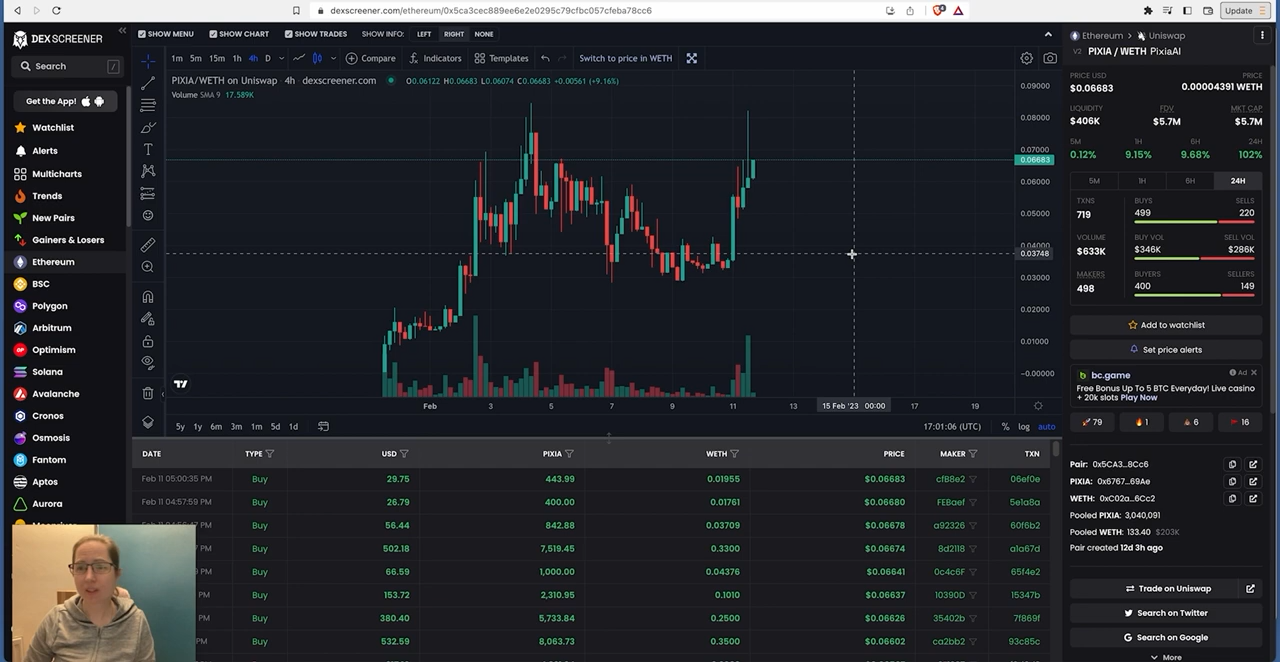 dexscreener.com/ethereum/0x5ca3cec889ee6e2e0295c79cfbc057cfeba78cc6
Update
DEX SCREENER
Search /
Get the App!
Watchlist
Alerts
Multicharts
Trends
New Pairs
Gainers & Losers
Ethereum
BSC
Polygon
Arbitrum
Optimism
Solana
Avalanche
Cronos
Osmosis
Fantom
Aptos
Aurora
SHOW MENU SHOW CHART SHOW TRADES SHOW INFO: LEFT RIGHT NONE
1m 5m 15m 1h 4h D Compare Indicators Templates Switch to price in WETH
PIXIA/WETH on Uniswap 4h dexscreener.com O0.06122 H0.06683 L0.06074 C0.06683 +0.00561 (+9.16%)
Volume SMA 9 17.589K
0.09000
0.08000
0.07000
0.06683
0.06000
0.05000
0.04000
0.03748
0.03000
0.02000
0.01000
−0.00000
Feb 3 5 7 9 11 13 15 Feb '23 00:00 17 19
5y 1y 6m 3m 1m 5d 1d 17:01:06 (UTC) % log auto
DATE TYPE USD PIXIA WETH PRICE MAKER TXN
Feb 11 05:00:35 PM Buy 29.75 443.99 0.01955 $0.06683 cfB8e2 06ef0e
Feb 11 04:57:59 PM Buy 26.79 400.00 0.01761 $0.06680 FEBaef 5e1a8a
Buy 56.44 842.88 0.03709 $0.06678 a92326 60f6b2
PM Buy 502.18 7,519.45 0.3300 $0.06674 8d2118 a1a67d
PM Buy 66.59 1,000.00 0.04376 $0.06641 0c4c6F 65f4e2
PM Buy 153.72 2,310.95 0.1010 $0.06637 10390D 15347b
PM Buy 380.40 5,733.84 0.2500 $0.06626 35402b 7f869f
PM Buy 532.59 8,063.73 0.3500 $0.06602 ca2bb2 93c85c
Ethereum > Uniswap
V2 PIXIA / WETH PixiaAI
PRICE USD PRICE
$0.06683 0.00004391 WETH
LIQUIDITY FDV MKT CAP
$406K $5.7M $5.7M
5M 1H 6H 24H
0.12% 9.15% 9.68% 102%
5M 1H 6H 24H
TXNS BUYS SELLS
719 499 220
VOLUME BUY VOL SELL VOL
$633K $346K $286K
MAKERS BUYERS SELLERS
498 400 149
Add to watchlist
Set price alerts
bc.game Ad
Free Bonus Up To 5 BTC Everyday! Live casino
+ 20k slots Play Now
79 1 6 16
Pair: 0x5CA3...8Cc6
PIXIA: 0x6767...69Ae
WETH: 0xC02a...6Cc2
Pooled PIXIA: 3,040,091
Pooled WETH: 133.40 $203K
Pair created 12d 3h ago
Trade on Uniswap
Search on Twitter
Search on Google
More